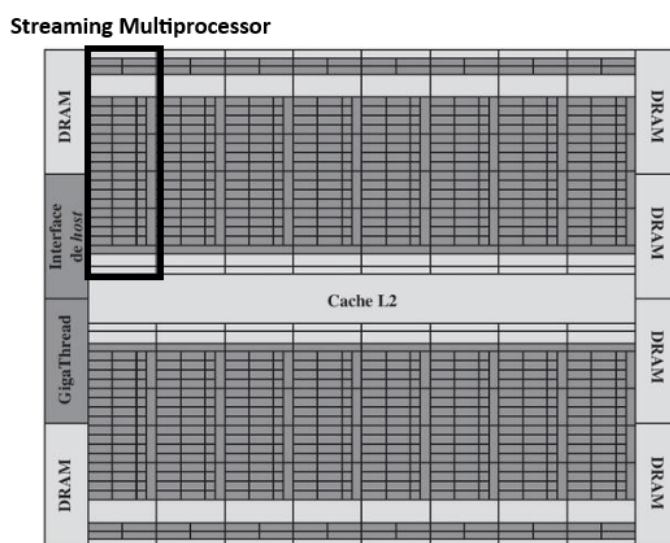 Streaming Multiprocessor
DRAM
Interface
de host
GigaThread
DRAM
Cache L2
DRAM
DRAM
DRAM
DRAM